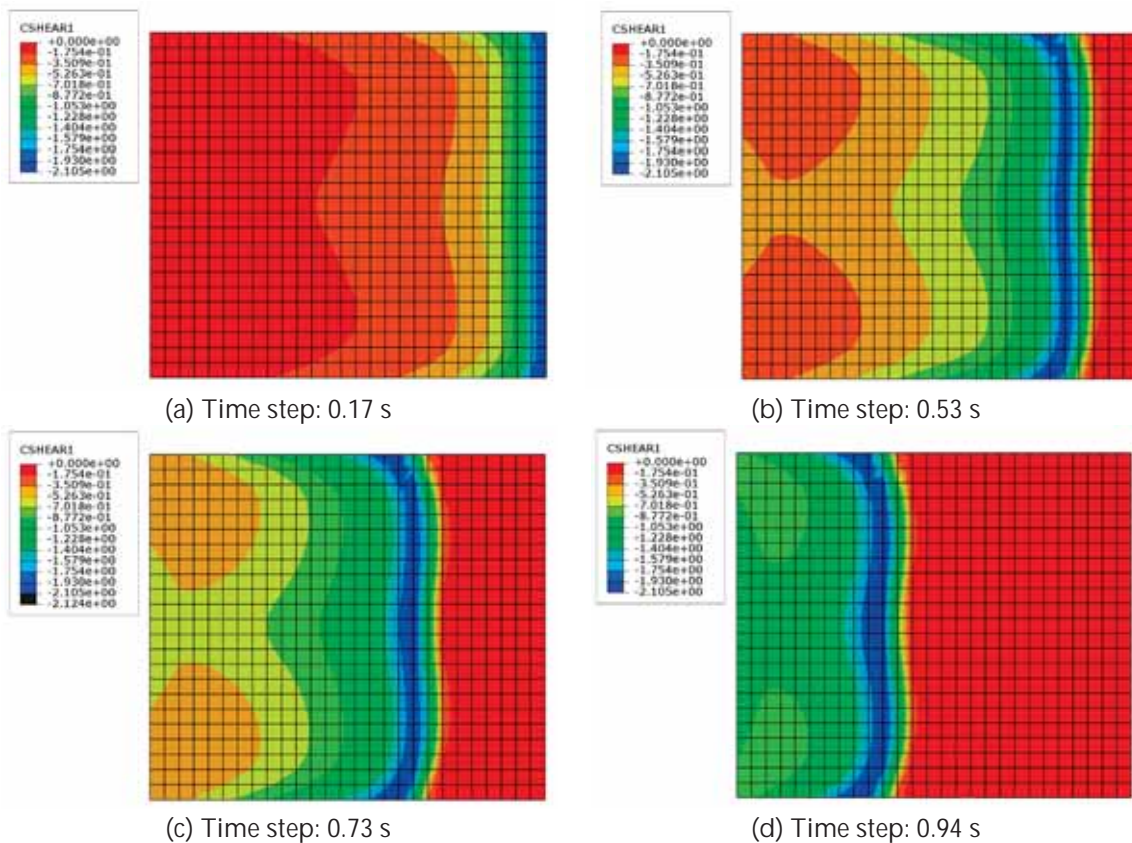 CSHEAR1
+0.000e+00
-1.754e-01
-3.509e-01
-5.263e-01
-7.018e-01
-8.772e-01
-1.053e+00
-1.228e+00
-1.404e+00
-1.579e+00
-1.754e+00
-1.930e+00
-2.105e+00
(a) Time step: 0.17 s
CSHEAR1
+0.000e+00
-1.754e-01
-3.509e-01
-5.263e-01
-7.018e-01
-8.772e-01
-1.053e+00
-1.228e+00
-1.404e+00
-1.579e+00
-1.754e+00
-1.930e+00
-2.105e+00
(b) Time step: 0.53 s
CSHEAR1
+0.000e+00
-1.754e-01
-3.509e-01
-5.263e-01
-7.018e-01
-8.772e-01
-1.053e+00
-1.228e+00
-1.404e+00
-1.579e+00
-1.754e+00
-1.930e+00
-2.105e+00
-2.124e+00
(c) Time step: 0.73 s
CSHEAR1
+0.000e+00
-1.754e-01
-3.509e-01
-5.263e-01
-7.018e-01
-8.772e-01
-1.053e+00
-1.228e+00
-1.404e+00
-1.579e+00
-1.754e+00
-1.930e+00
-2.105e+00
(d) Time step: 0.94 s